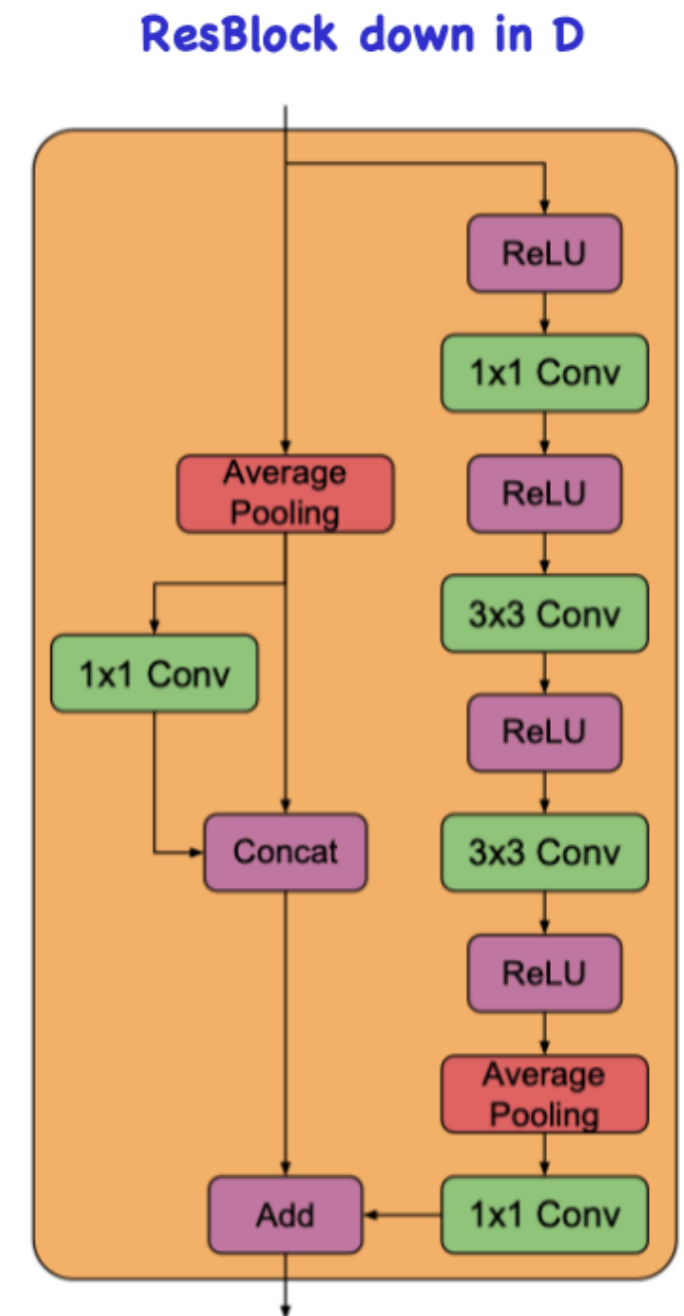 ResBlock down in D
ReLU
1x1 Conv
Average
Pooling
ReLU
3x3 Conv
1x1 Conv
ReLU
Concat
3x3 Conv
ReLU
Average
Pooling
Add
1x1 Conv